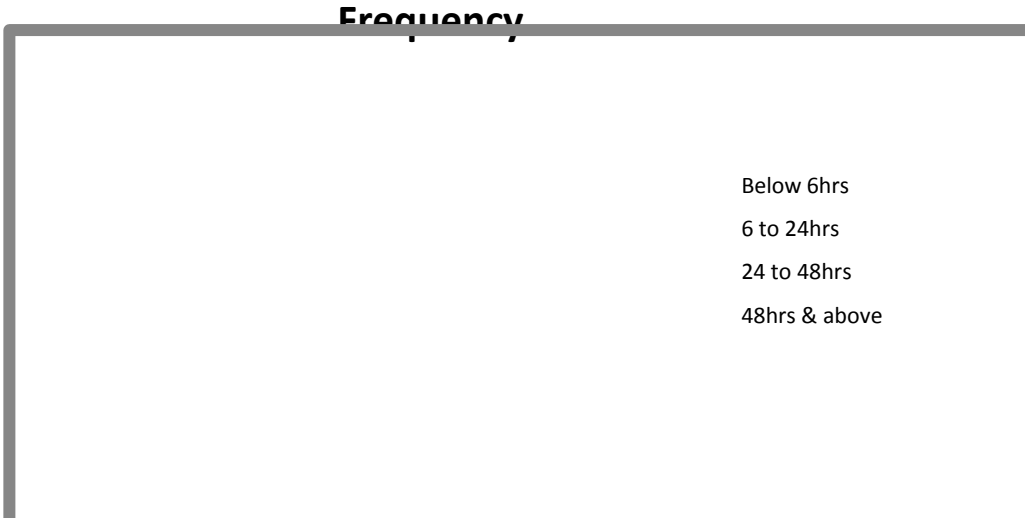 Frequency
Below 6hrs
6 to 24hrs
24 to 48hrs
48hrs & above